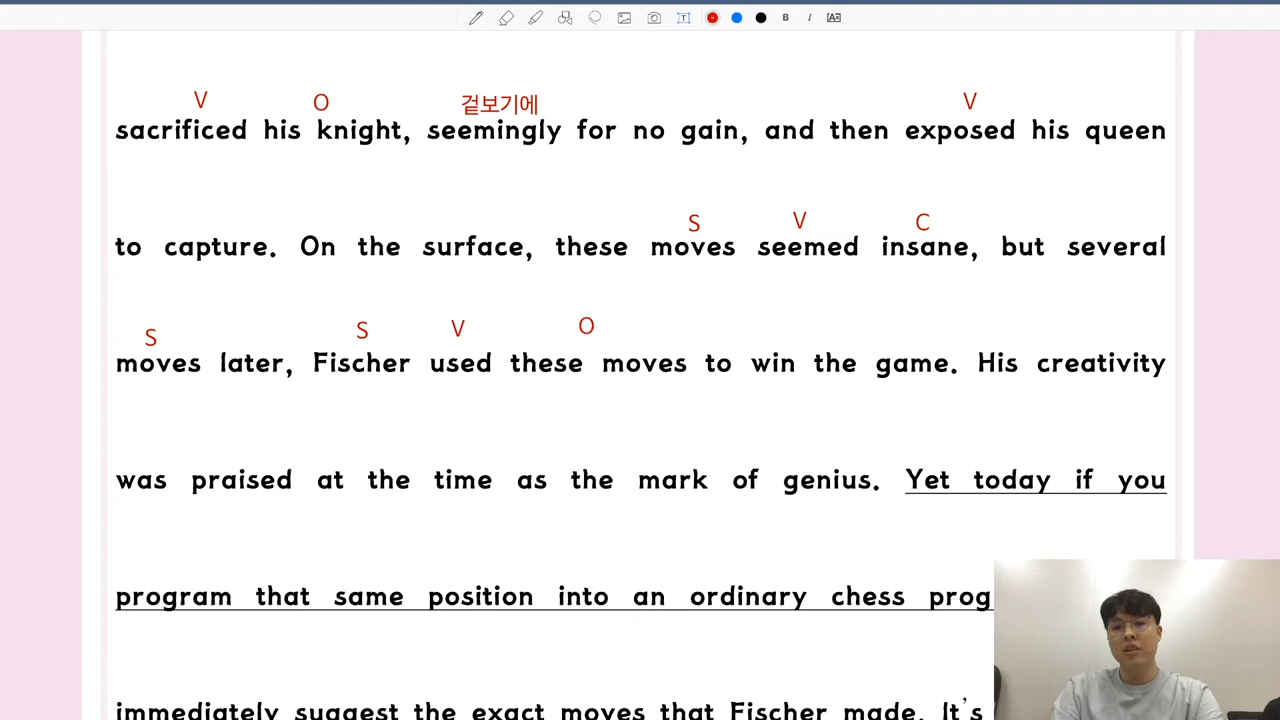 V O 겉보기에 V
sacrificed his knight, seemingly for no gain, and then exposed his queen
S V C
to capture. On the surface, these moves seemed insane, but several
S S V O
moves later, Fischer used these moves to win the game. His creativity
was praised at the time as the mark of genius. Yet today if you
program that same position into an ordinary chess prog
immediately suggest the exact moves that Fischer made. It's